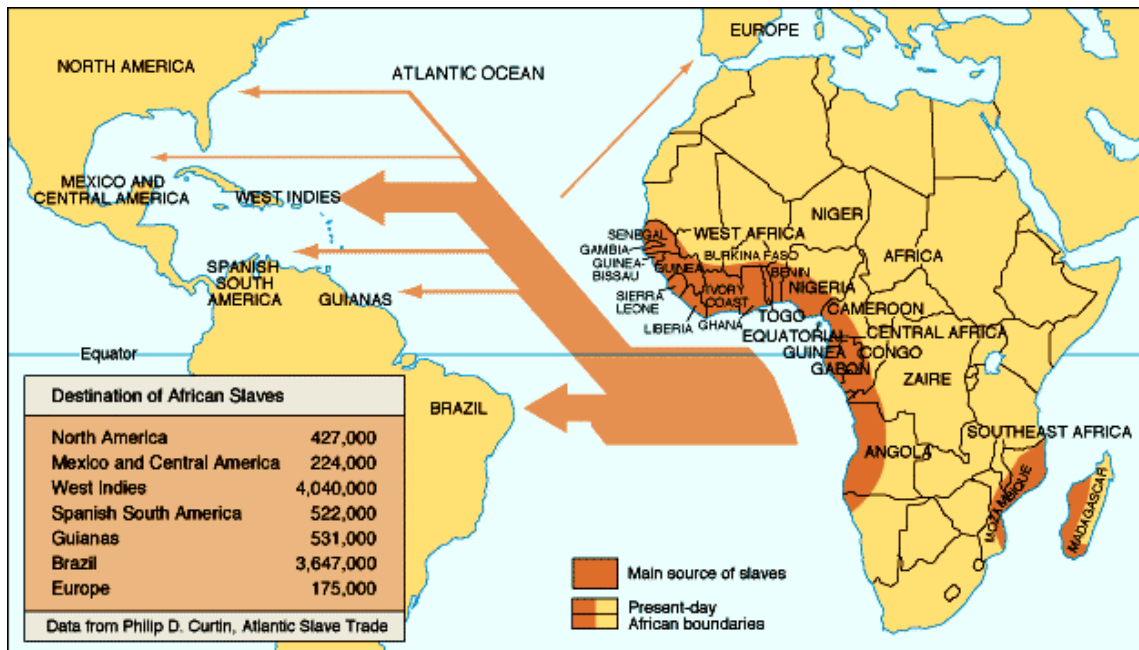 EUROPE
NORTH AMERICA
ATLANTIC OCEAN
MEXICO AND
CENTRAL AMERICA
WEST INDIES
NIGER
SENEGAL
WEST AFRICA
GAMBIA
BURKINA FASO
AFRICA
GUINEA-
BISSAU
GUINEA
BENIN
SPANISH
SOUTH
AMERICA
GUIANAS
IVORY
COAST
NIGERIA
SIERRA
LEONE
CAMEROON
TOGO
LIBERIA
GHANA
EQUATORIAL
GUINEA
CENTRAL AFRICA
Equator
CONGO
GABON
ZAIRE
BRAZIL
SOUTHEAST AFRICA
ANGOLA
MOZAMBIQUE
MADAGASCAR
Destination of African Slaves
North America 427,000
Mexico and Central America 224,000
West Indies 4,040,000
Spanish South America 522,000
Guianas 531,000
Brazil 3,647,000
Europe 175,000
Data from Philip D. Curtin, Atlantic Slave Trade
Main source of slaves
Present-day
African boundaries